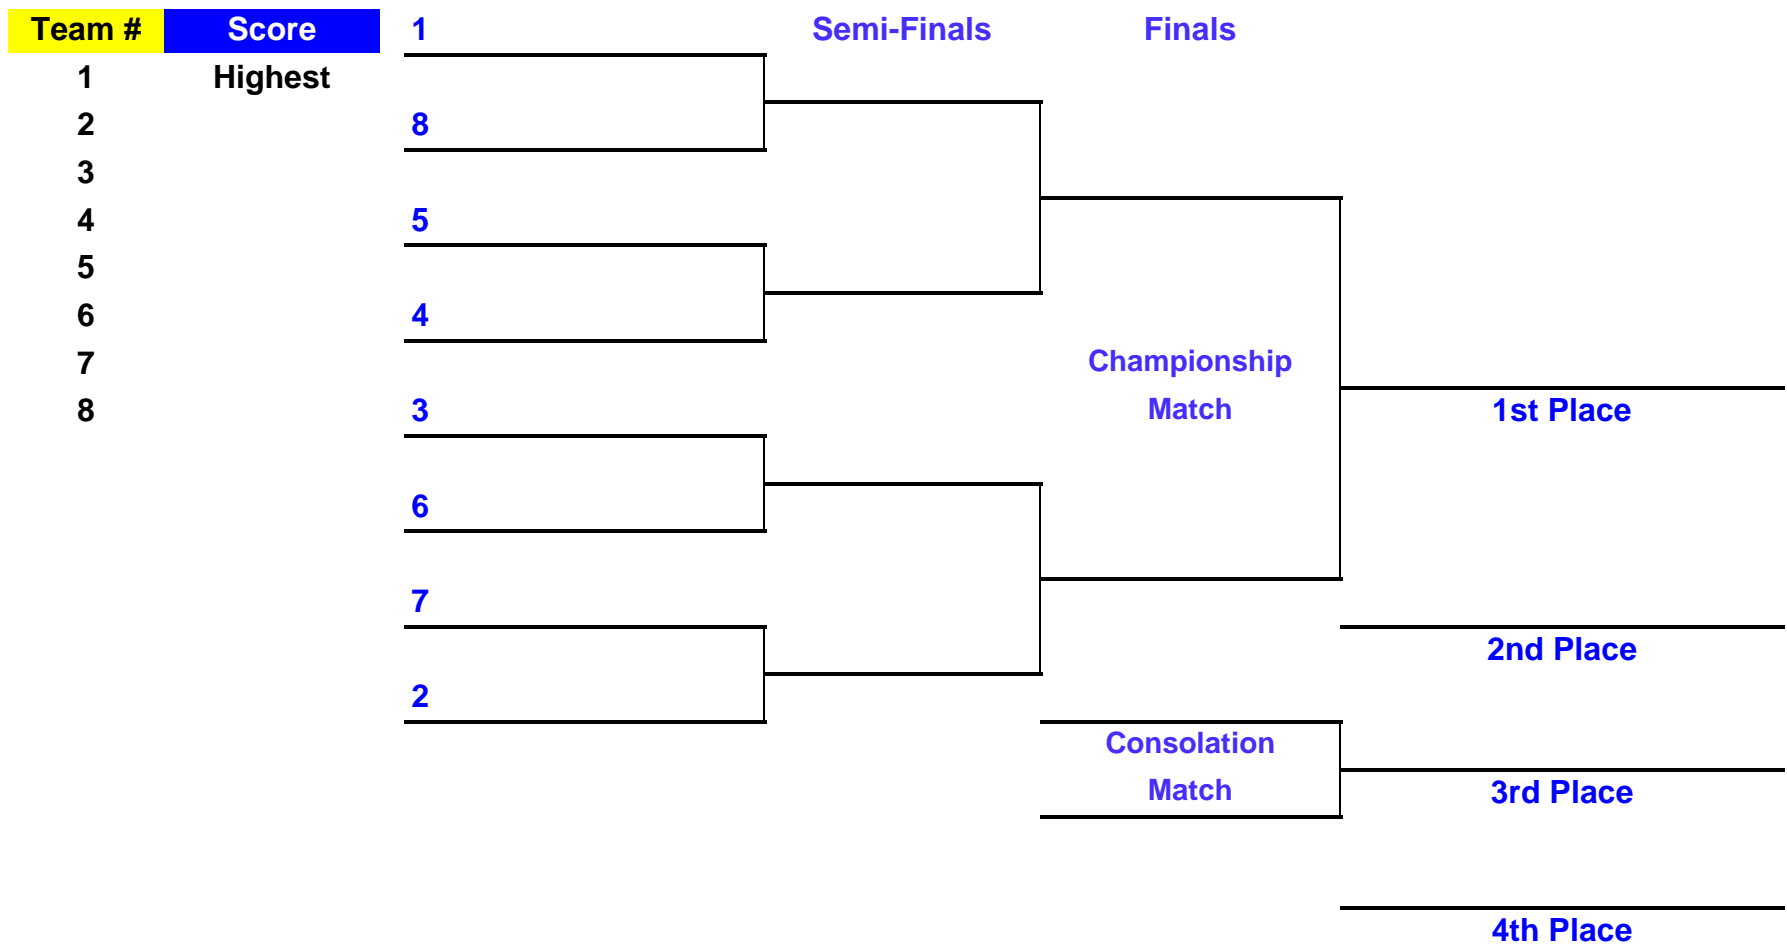 Team # Score 1 Semi-Finals Finals
1 Highest
2 8
3
4 5
5
6 4
7 Championship
8 3 Match 1st Place
6
7
2nd Place
2
Consolation
Match 3rd Place
4th Place